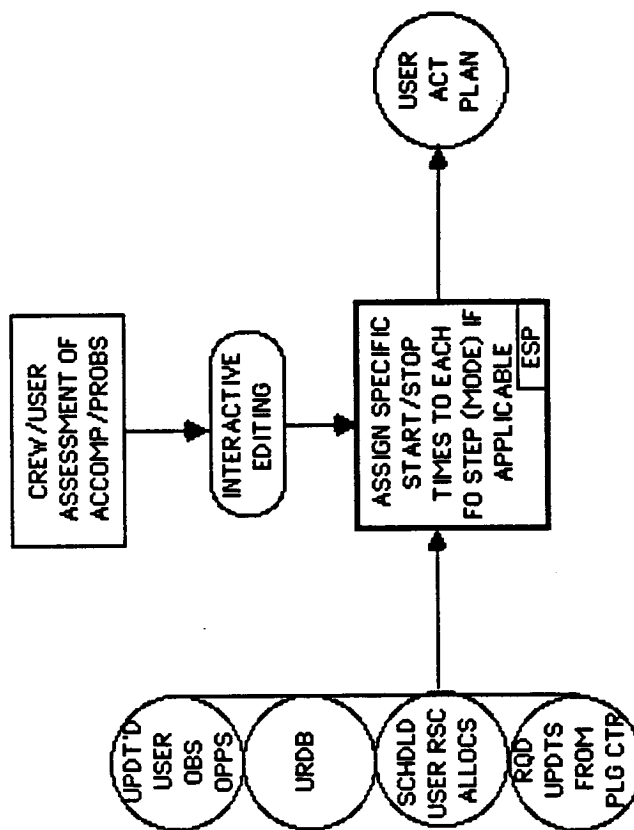 CREW/USER
ASSESSMENT OF
ACCOMP/PROBS
INTERACTIVE
EDITING
UPDT'D
USER
OBS
OPPS
URDB
SCHDLD
USER RSC
ALLOCS
RQD
UPDTS
FROM
PLG CTR
ASSIGN SPECIFIC
START/STOP
TIMES TO EACH
FO STEP (MODE) IF
APPLICABLE
ESP
USER
ACT
PLAN